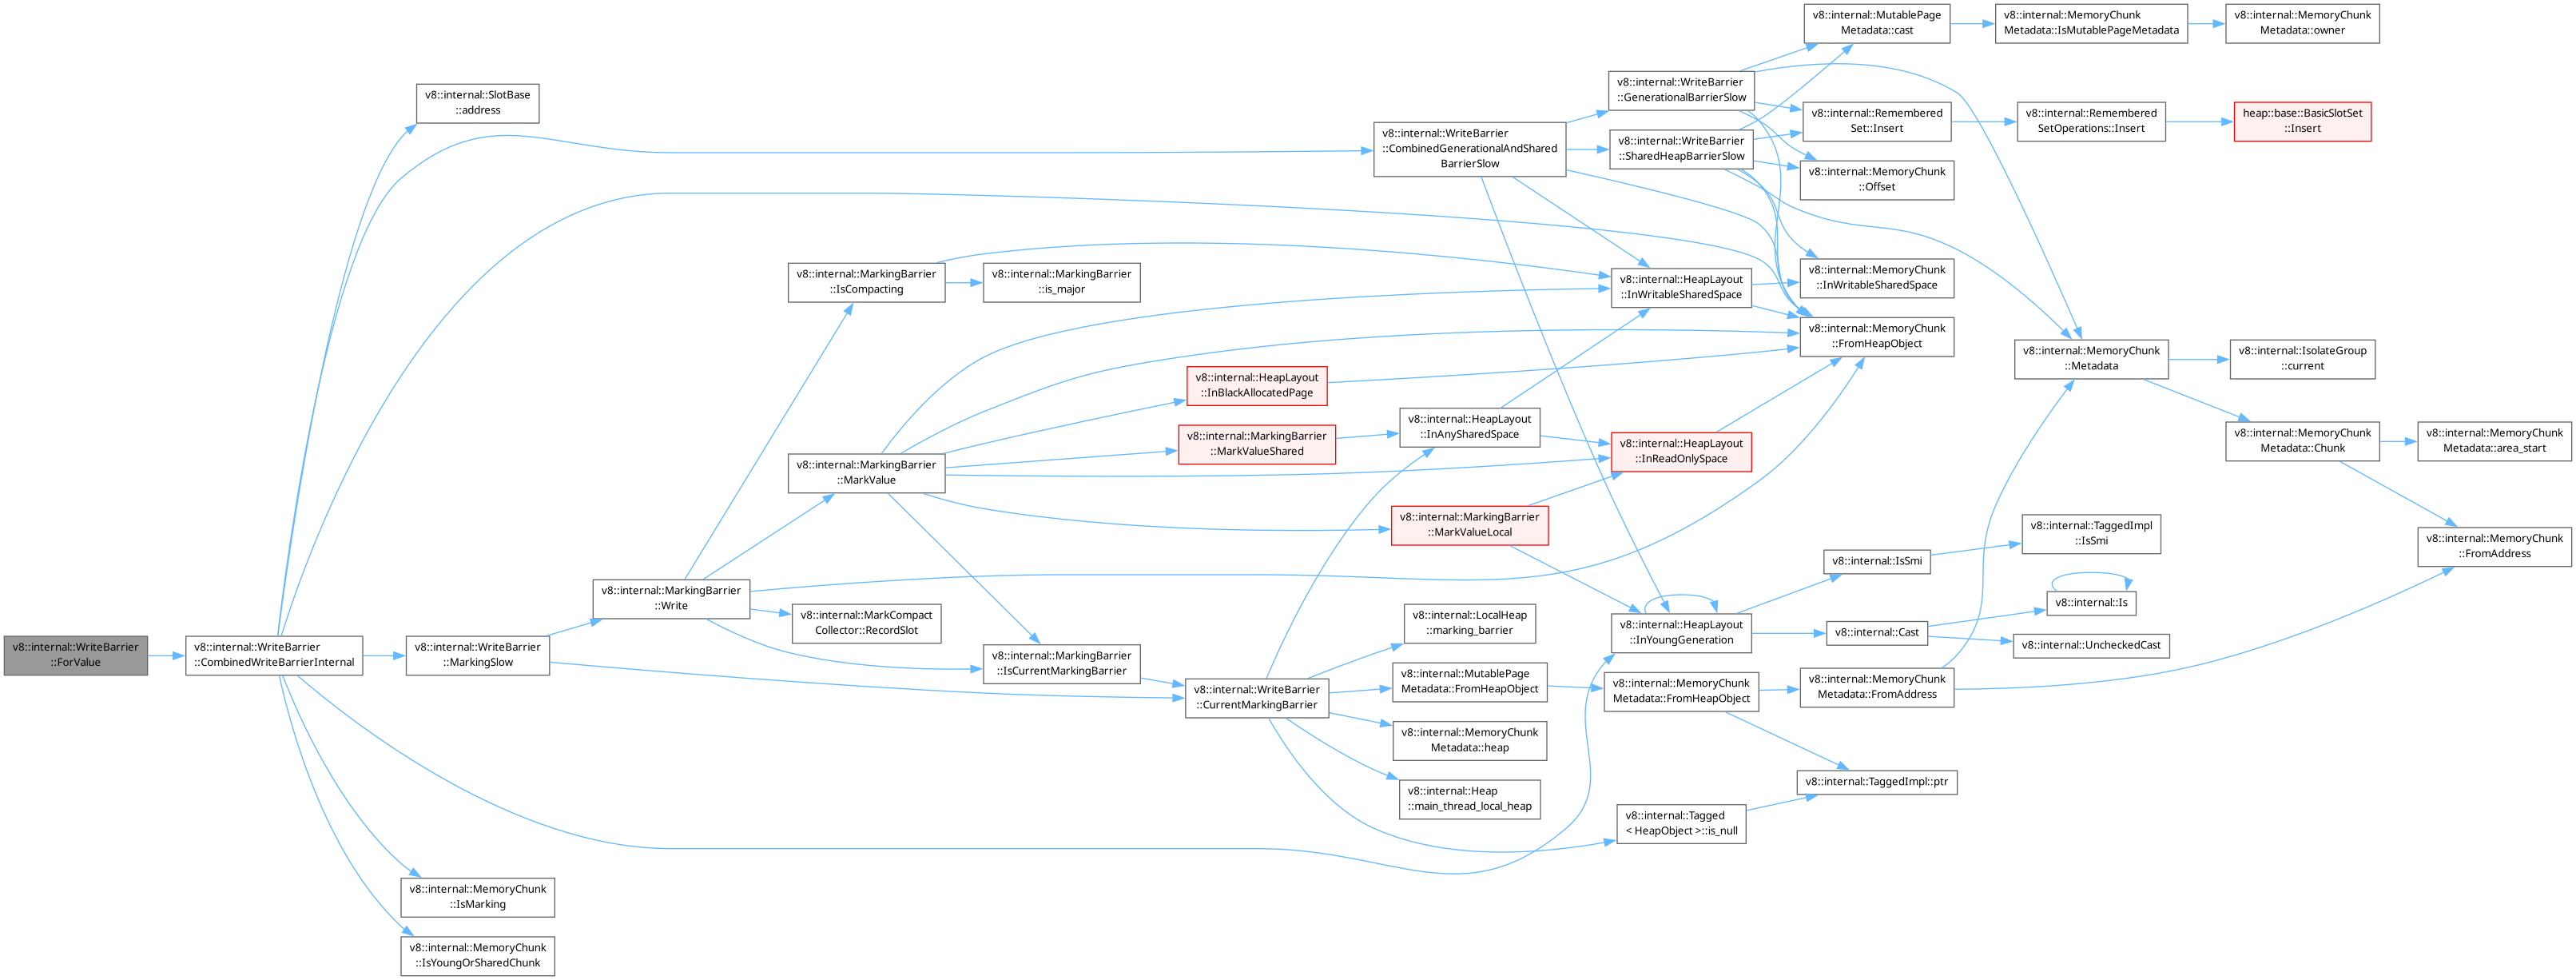 v8::internal::WriteBarrier
::ForValue
v8::internal::WriteBarrier
::CombinedWriteBarrierInternal
v8::internal::SlotBase
::address
v8::internal::WriteBarrier
::MarkingSlow
v8::internal::MemoryChunk
::IsMarking
v8::internal::MemoryChunk
::IsYoungOrSharedChunk
v8::internal::MarkingBarrier
::Write
v8::internal::MarkingBarrier
::IsCompacting
v8::internal::MarkingBarrier
::MarkValue
v8::internal::MarkCompact
Collector::RecordSlot
v8::internal::MarkingBarrier
::is_major
v8::internal::MarkingBarrier
::IsCurrentMarkingBarrier
v8::internal::HeapLayout
::InBlackAllocatedPage
v8::internal::MarkingBarrier
::MarkValueShared
v8::internal::WriteBarrier
::CurrentMarkingBarrier
v8::internal::WriteBarrier
::CombinedGenerationalAndShared
BarrierSlow
v8::internal::HeapLayout
::InAnySharedSpace
v8::internal::MarkingBarrier
::MarkValueLocal
v8::internal::LocalHeap
::marking_barrier
v8::internal::MutablePage
Metadata::FromHeapObject
v8::internal::MemoryChunk
Metadata::heap
v8::internal::Heap
::main_thread_local_heap
v8::internal::WriteBarrier
::GenerationalBarrierSlow
v8::internal::WriteBarrier
::SharedHeapBarrierSlow
v8::internal::HeapLayout
::InWritableSharedSpace
v8::internal::HeapLayout
::InReadOnlySpace
v8::internal::HeapLayout
::InYoungGeneration
v8::internal::MemoryChunk
Metadata::FromHeapObject
v8::internal::Tagged
< HeapObject >::is_null
v8::internal::MutablePage
Metadata::cast
v8::internal::Remembered
Set::Insert
v8::internal::MemoryChunk
::Offset
v8::internal::MemoryChunk
::InWritableSharedSpace
v8::internal::MemoryChunk
::FromHeapObject
v8::internal::IsSmi
v8::internal::Cast
v8::internal::MemoryChunk
Metadata::FromAddress
v8::internal::TaggedImpl::ptr
v8::internal::MemoryChunk
Metadata::IsMutablePageMetadata
v8::internal::Remembered
SetOperations::Insert
v8::internal::MemoryChunk
::Metadata
v8::internal::TaggedImpl
::IsSmi
v8::internal::Is
v8::internal::UncheckedCast
v8::internal::MemoryChunk
Metadata::owner
heap::base::BasicSlotSet
::Insert
v8::internal::IsolateGroup
::current
v8::internal::MemoryChunk
Metadata::Chunk
v8::internal::MemoryChunk
Metadata::area_start
v8::internal::MemoryChunk
::FromAddress